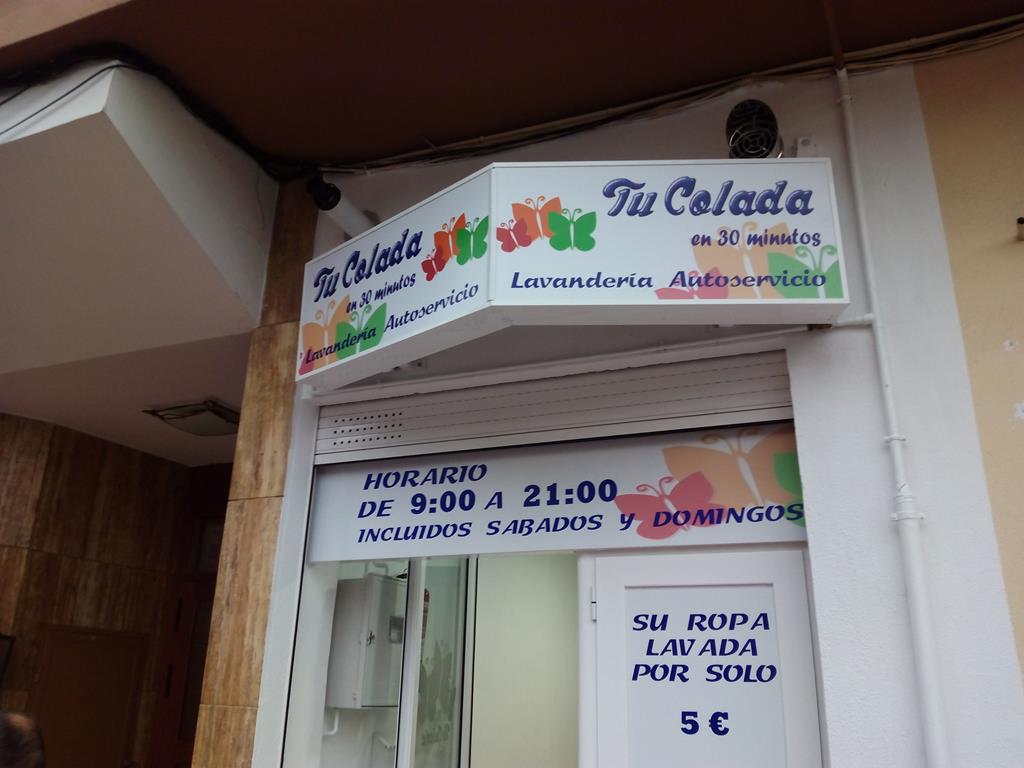 Tu Colada
en 30 minutos
Lavandería Autoservicio
Tu Colada
en 30 minutos
Lavandería Autoservicio
HORARIO
DE 9:00 A 21:00
INCLUIDOS SABADOS Y DOMINGOS
SU ROPA
LAVADA
POR SOLO
5 €